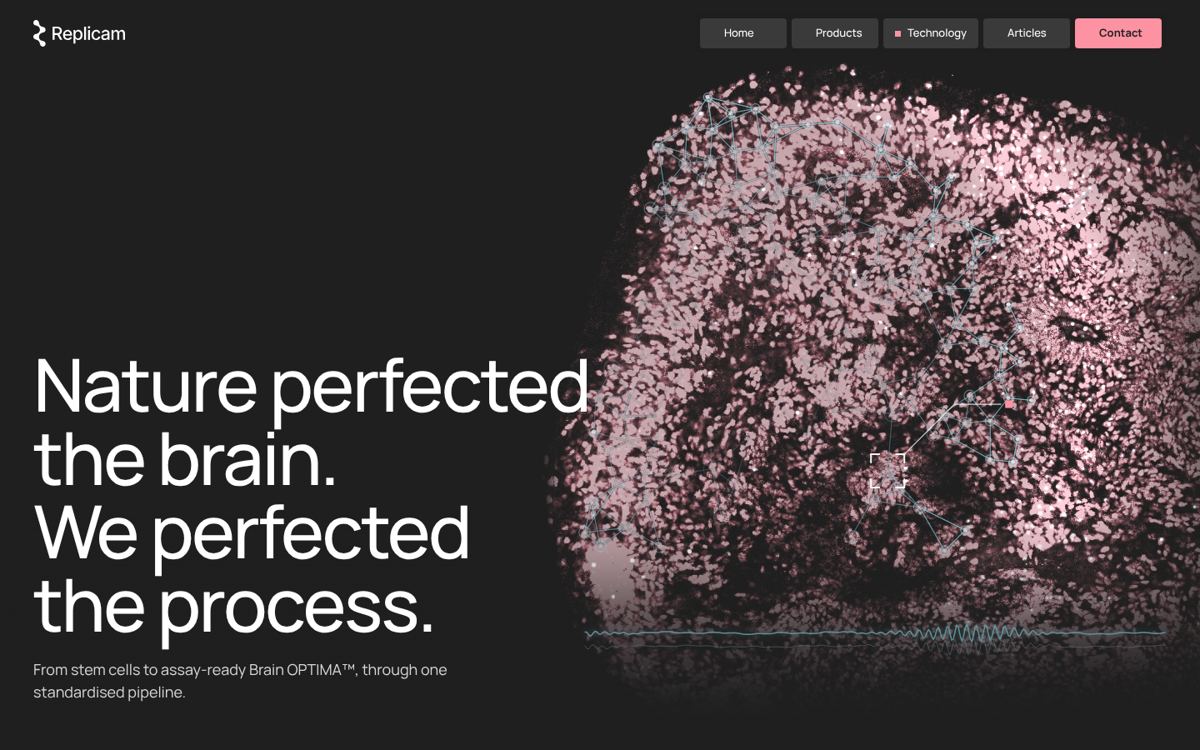 Replicam
Home
Products
Technology
Articles
Contact
Nature perfected
the brain.
We perfected
the process.
From stem cells to assay-ready Brain OPTIMA™, through one
standardised pipeline.